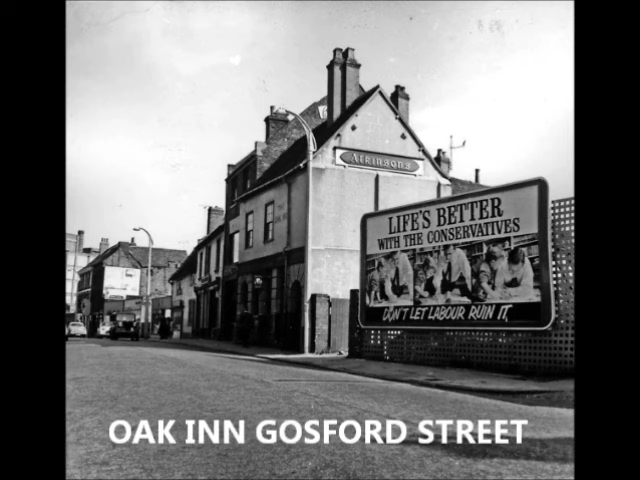 Atkinsons
LIFE'S BETTER
WITH THE CONSERVATIVES
DON'T LET LABOUR RUIN IT.
OAK INN GOSFORD STREET